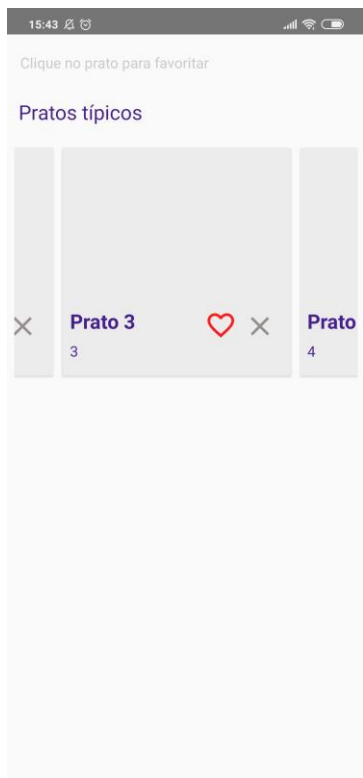 15:43
Clique no prato para favoritar
Pratos típicos
Prato 3
3
Prato
4